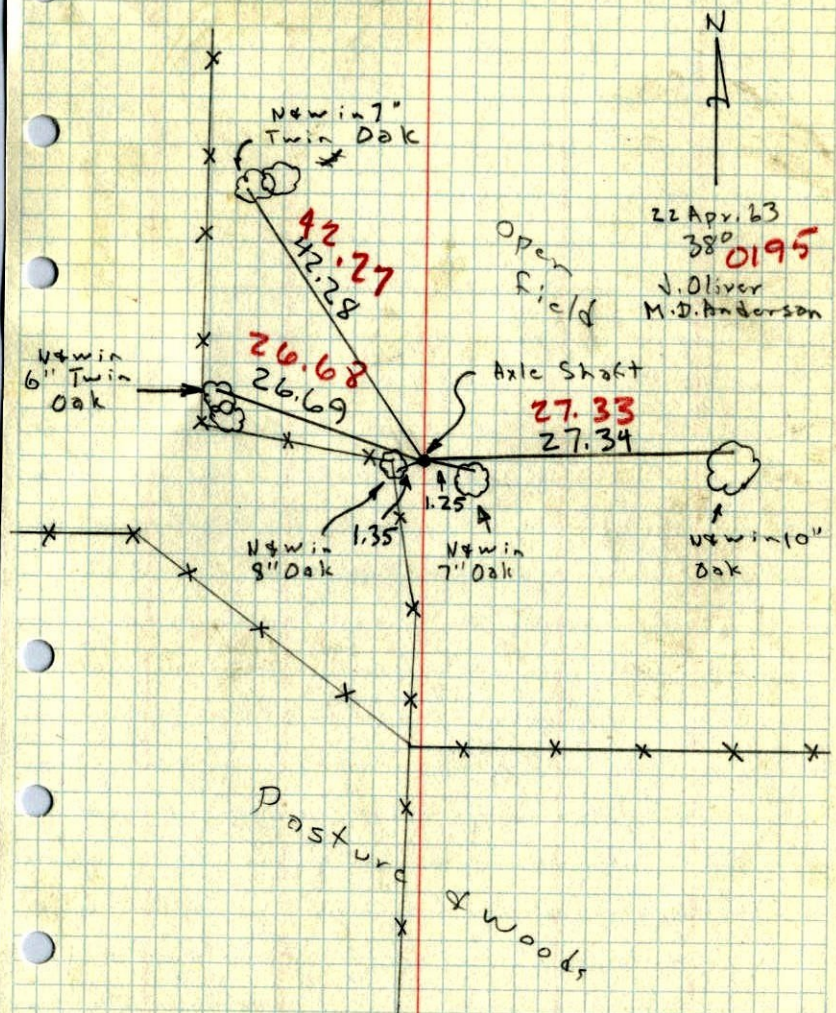 N
N&W in 7"
Twin Oak
22 Apr. 63
38° 0195
J. Oliver
M.D. Anderson
Open
field
42.27
42.28
N&W in
6" Twin
Oak
26.68
26.69
Axle Shaft
27.33
27.34
1.25
1.35
N&W in
8" Oak
N&W in
7" Oak
N&W in 10"
Oak
Pasture
& Woods